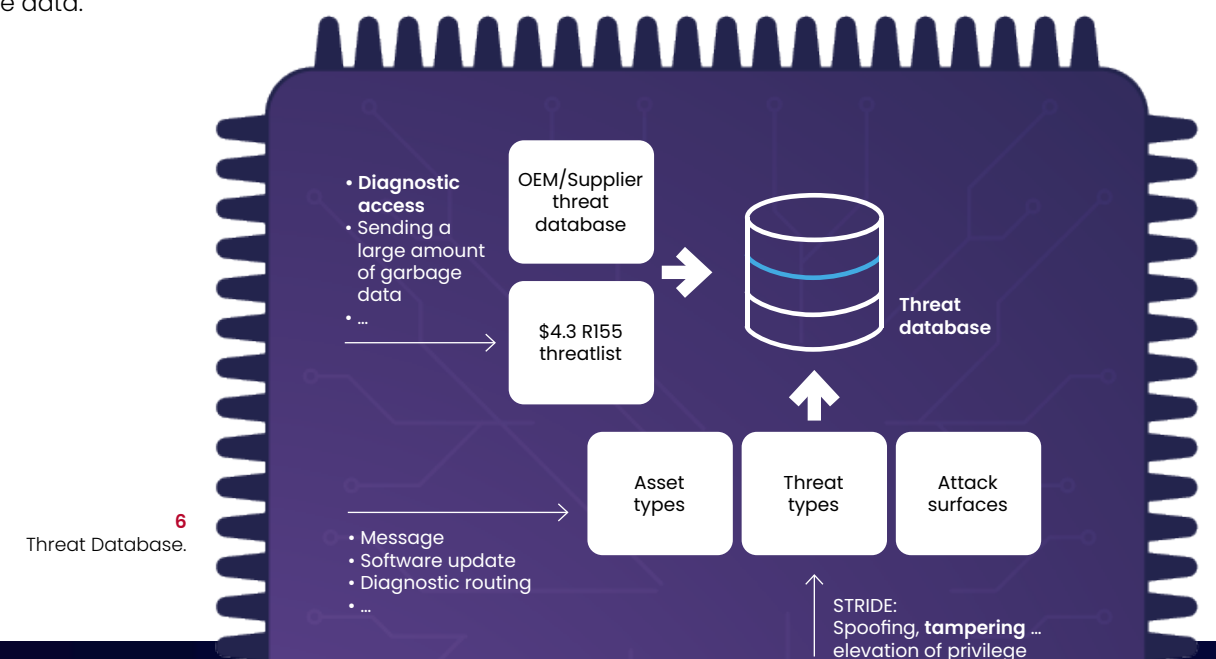 e data.
• Diagnostic
access
• Sending a
large amount
of garbage
data
• ...
OEM/Supplier
threat
database
$4.3 R155
threatlist
Threat
database
Asset
types
Threat
types
Attack
surfaces
6
Threat Database.
• Message
• Software update
• Diagnostic routing
• ...
STRIDE:
Spoofing, tampering ...
elevation of privilege